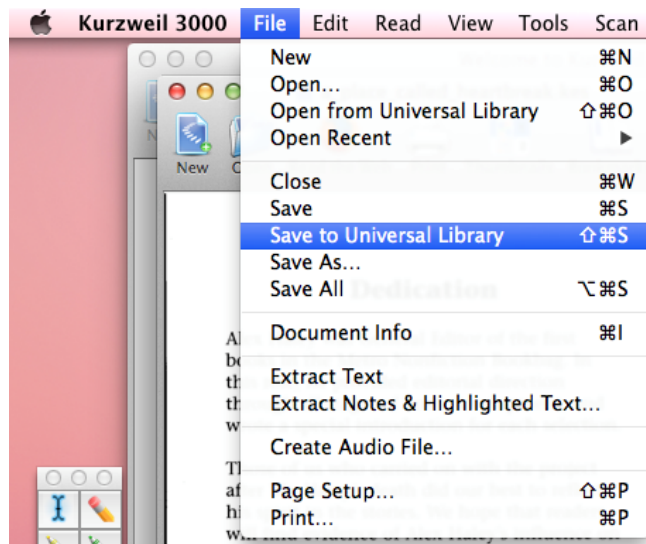 Kurzweil 3000 File Edit Read View Tools Scan
New ⌘N
Open... ⌘O
Open from Universal Library ⇧⌘O
Open Recent ▶
New
Close ⌘W
Save ⌘S
Save to Universal Library ⇧⌘S
Save As...
Save All ⌥⌘S
Dedication
Document Info ⌘I
Extract Text
Extract Notes & Highlighted Text...
Create Audio File...
Page Setup... ⇧⌘P
Print... ⌘P